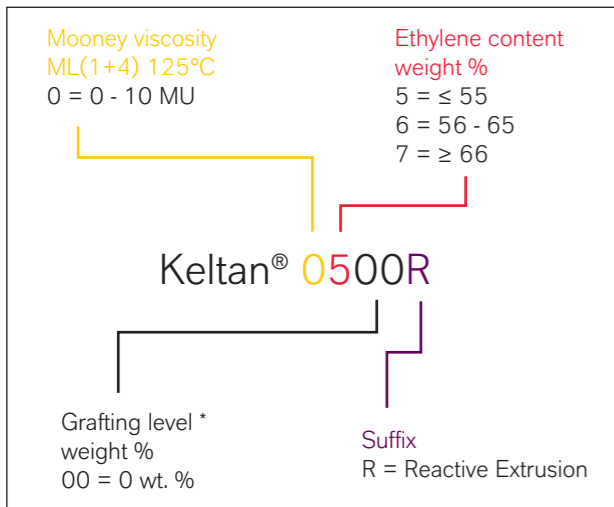 Mooney viscosity
ML(1+4) 125ºC
0 = 0 - 10 MU
Ethylene content
weight %
5 = ≤ 55
6 = 56 - 65
7 = ≥ 66
Keltan® 0500R
Grafting level *
weight %
00 = 0 wt. %
Suffix
R = Reactive Extrusion